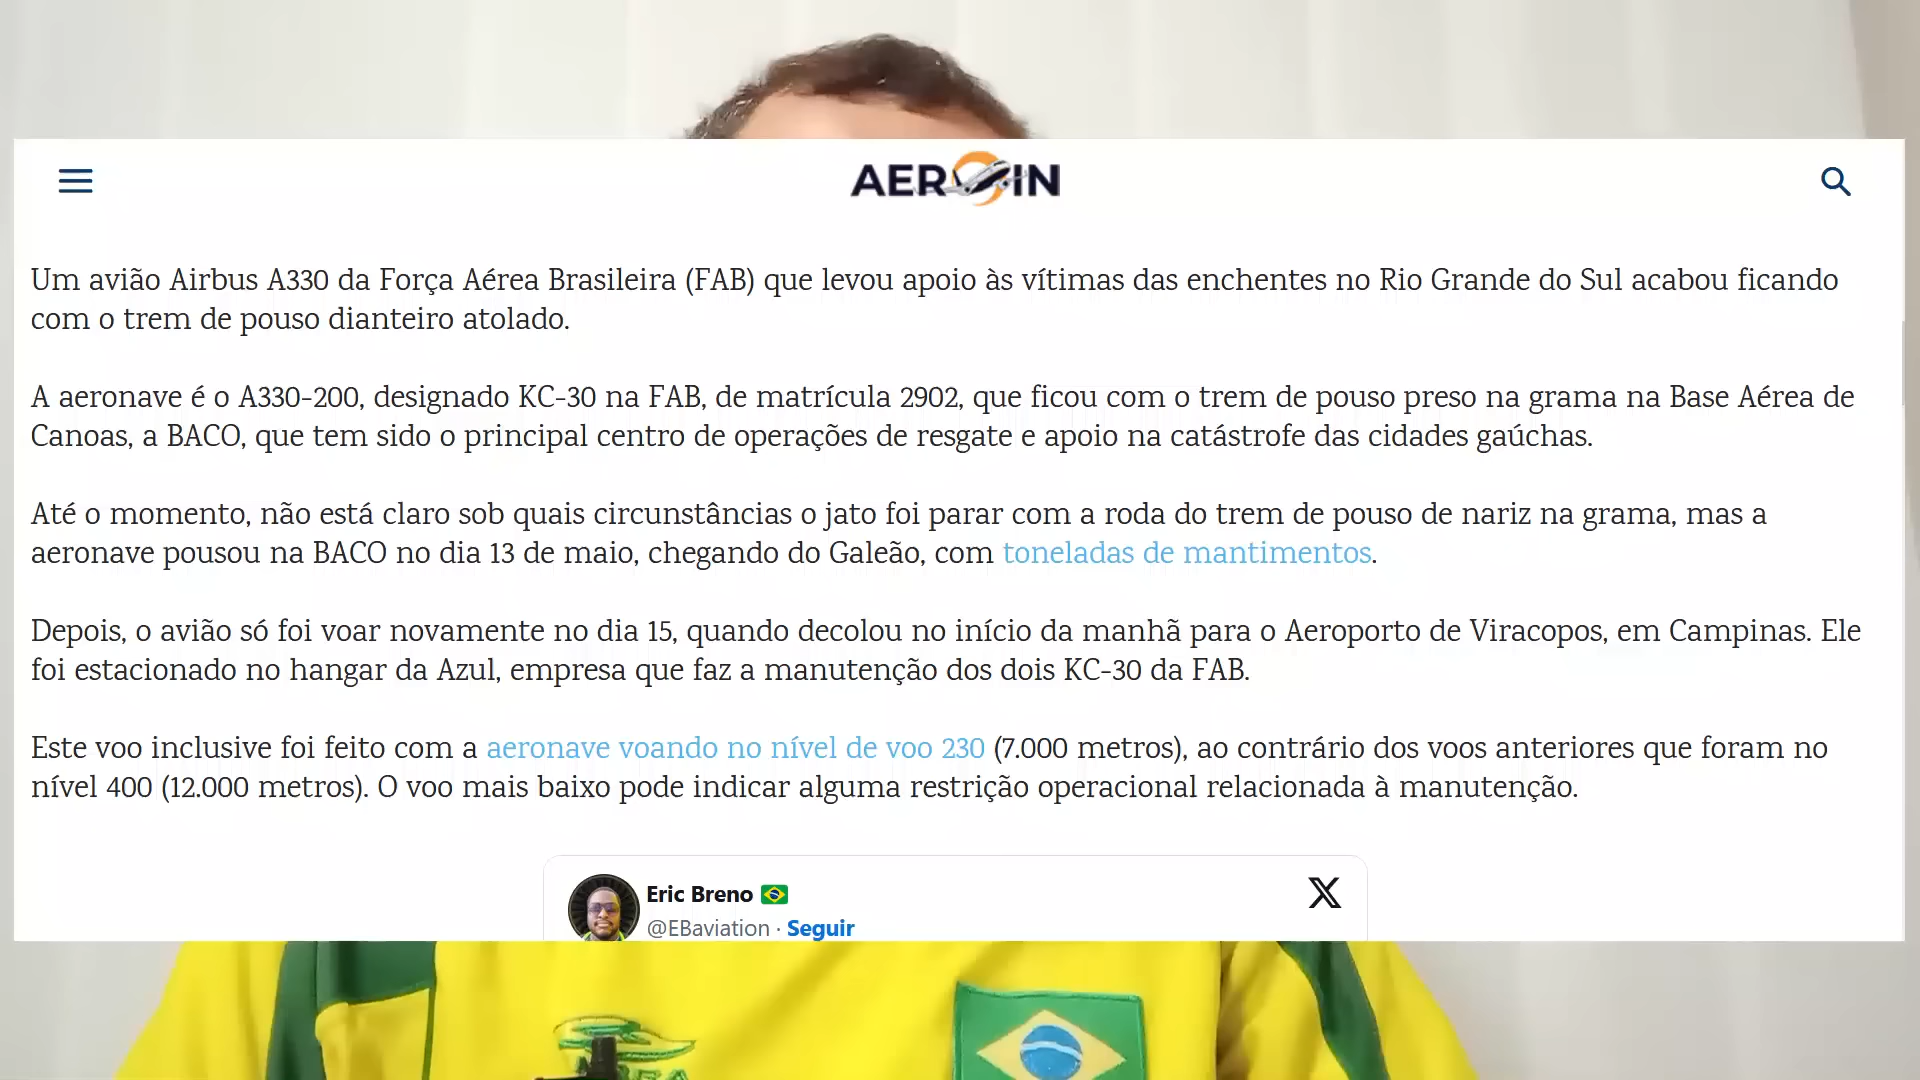 AEROIN
Um avião Airbus A330 da Força Aérea Brasileira (FAB) que levou apoio às vítimas das enchentes no Rio Grande do Sul acabou ficando
com o trem de pouso dianteiro atolado.
A aeronave é o A330-200, designado KC-30 na FAB, de matrícula 2902, que ficou com o trem de pouso preso na grama na Base Aérea de
Canoas, a BACO, que tem sido o principal centro de operações de resgate e apoio na catástrofe das cidades gaúchas.
Até o momento, não está claro sob quais circunstâncias o jato foi parar com a roda do trem de pouso de nariz na grama, mas a
aeronave pousou na BACO no dia 13 de maio, chegando do Galeão, com toneladas de mantimentos.
Depois, o avião só foi voar novamente no dia 15, quando decolou no início da manhã para o Aeroporto de Viracopos, em Campinas. Ele
foi estacionado no hangar da Azul, empresa que faz a manutenção dos dois KC-30 da FAB.
Este voo inclusive foi feito com a aeronave voando no nível de voo 230 (7.000 metros), ao contrário dos voos anteriores que foram no
nível 400 (12.000 metros). O voo mais baixo pode indicar alguma restrição operacional relacionada à manutenção.
Eric Breno
@EBaviation · Seguir